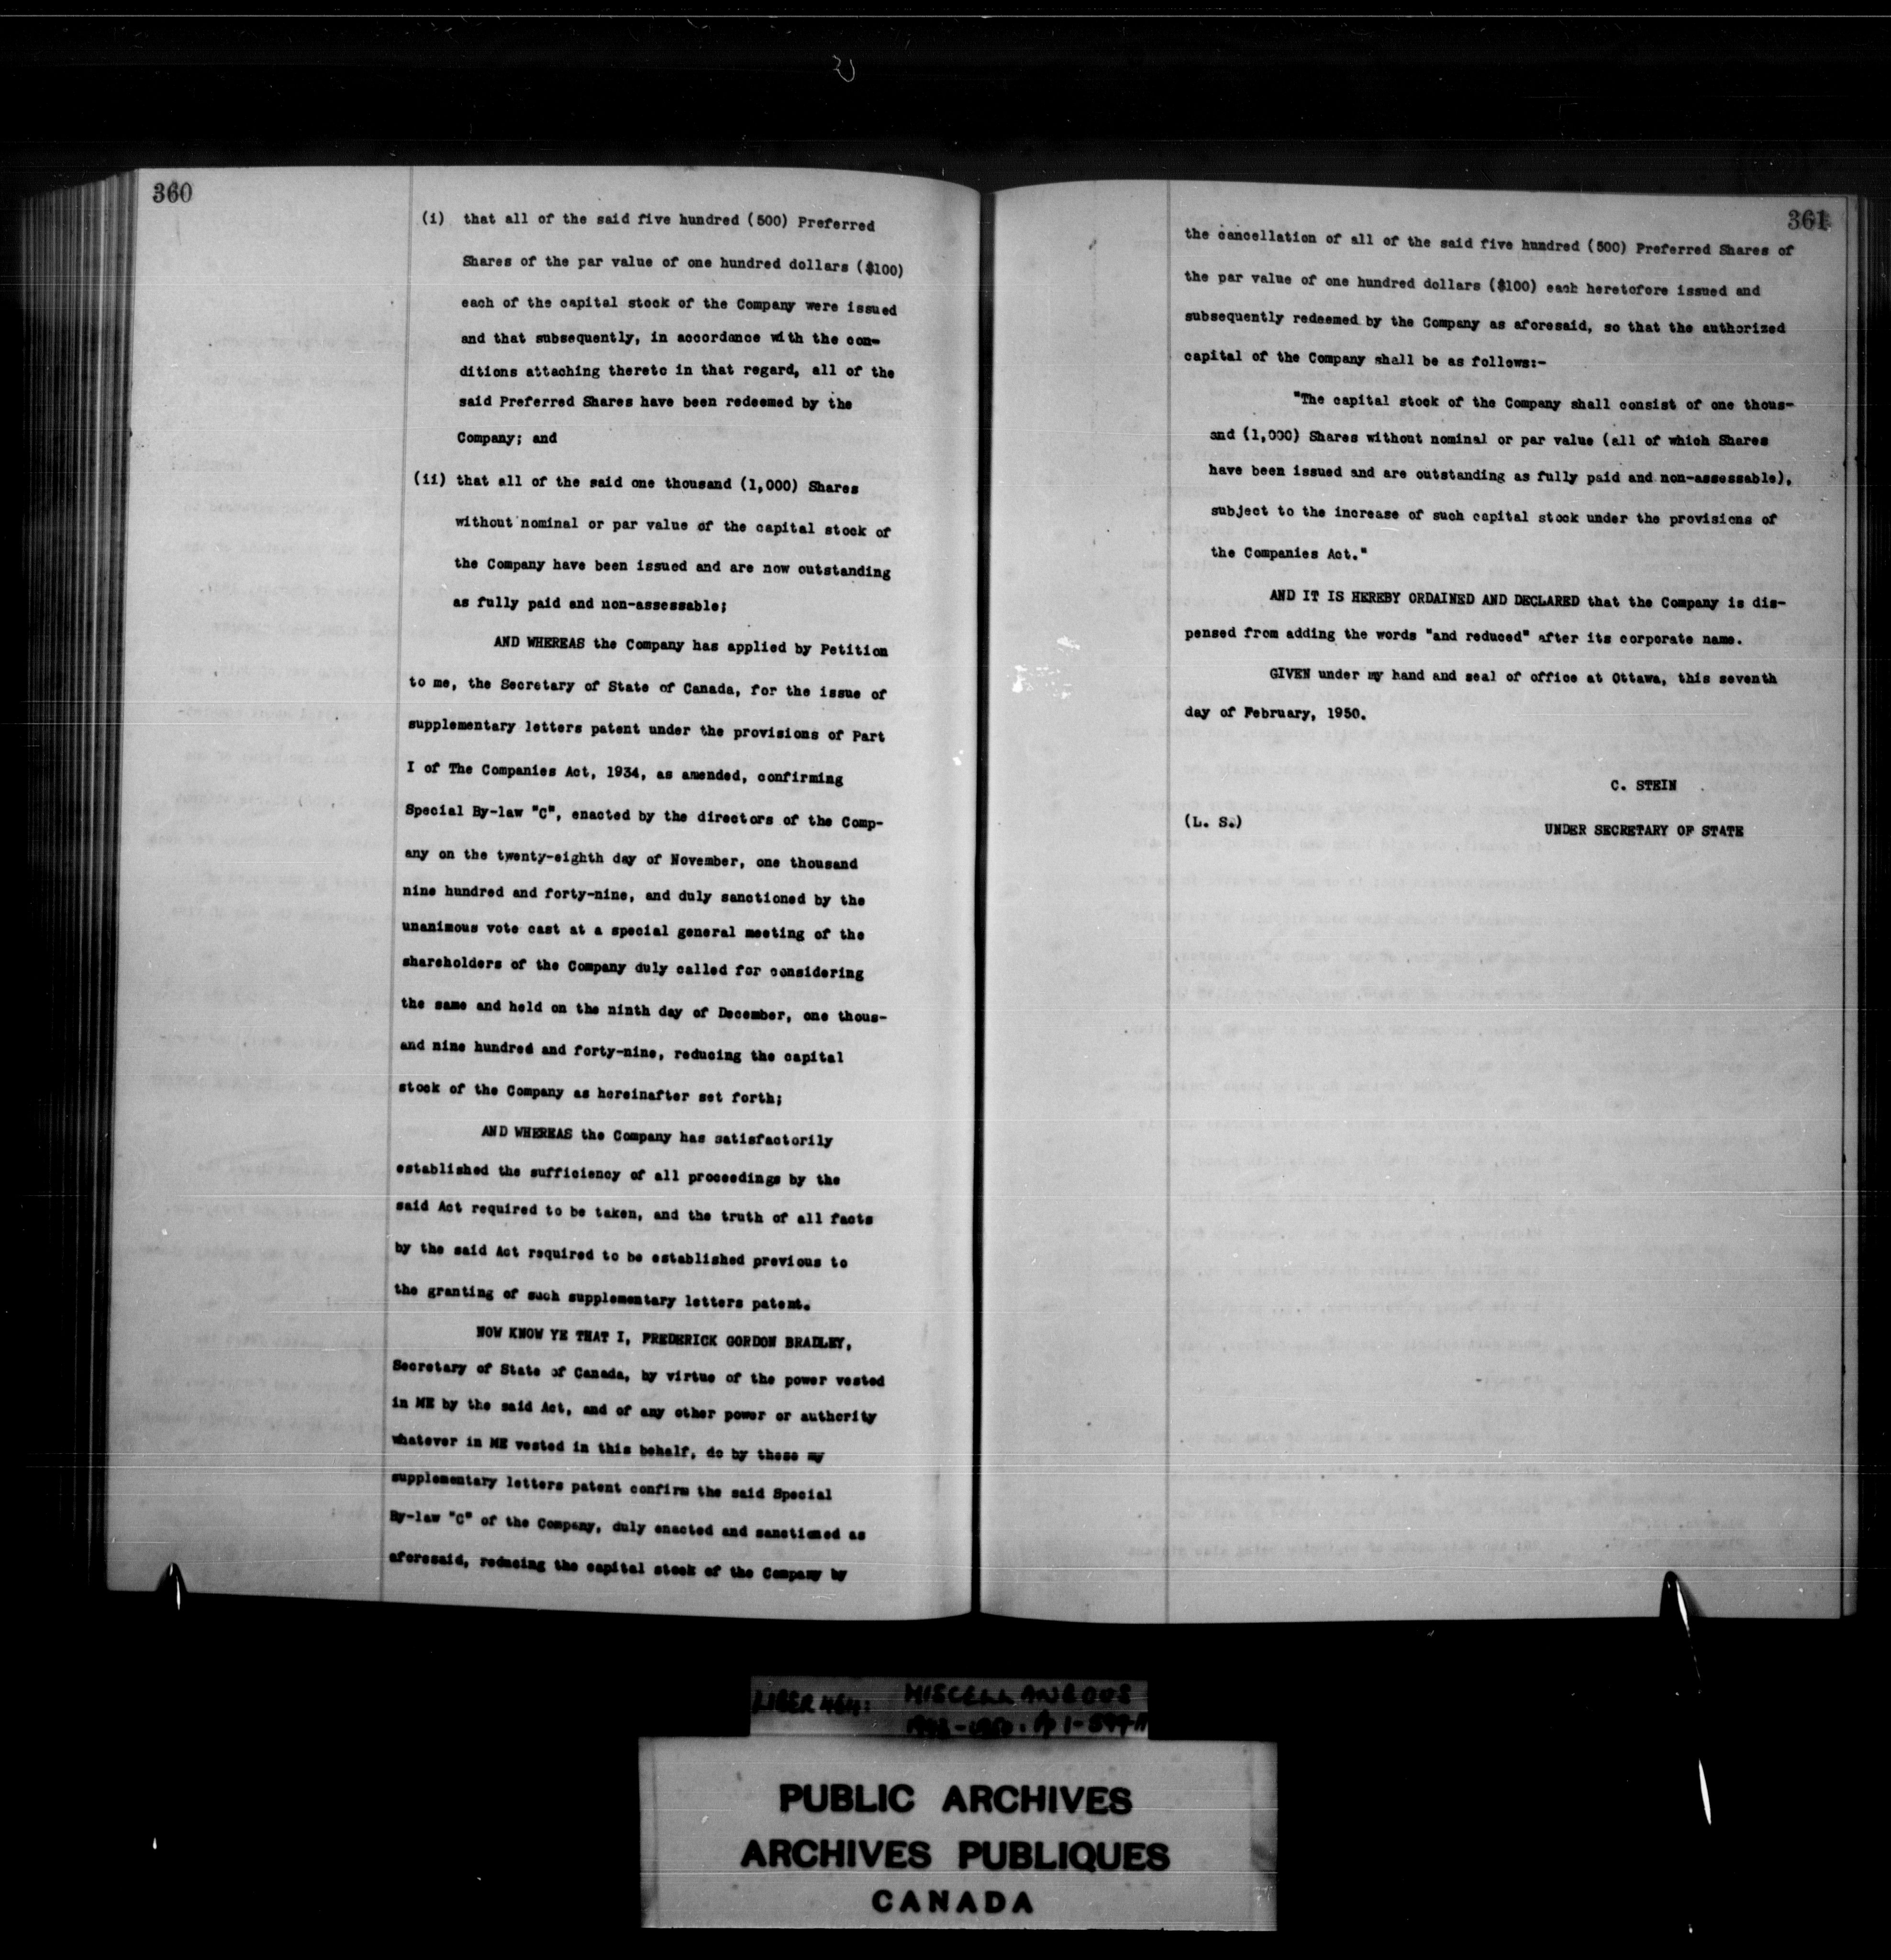 360
(i) that all of the said five hundred (500) Preferred
Shares of the par value of one hundred dollars ($100)
each of the capital stock of the Company were issued
and that subsequently, in accordance with the con-
ditions attaching thereto in that regard, all of the
said Preferred Shares have been redeemed by the
Company; and
(ii) that all of the said one thousand (1,000) Shares
without nominal or par value of the capital stock of
the Company have been issued and are now outstanding
as fully paid and non-assessable;
AND WHEREAS the Company has applied by Petition
to me, the Secretary of State of Canada, for the issue of
supplementary letters patent under the provisions of Part
I of The Companies Act, 1934, as amended, confirming
Special By-law "C", enacted by the directors of the Comp-
any on the twenty-eighth day of November, one thousand
nine hundred and forty-nine, and duly sanctioned by the
unanimous vote cast at a special general meeting of the
shareholders of the Company duly called for considering
the same and held on the ninth day of December, one thous-
and nine hundred and forty-nine, reducing the capital
stock of the Company as hereinafter set forth;
AND WHEREAS the Company has satisfactorily
established the sufficiency of all proceedings by the
said Act required to be taken, and the truth of all facts
by the said Act required to be established previous to
the granting of such supplementary letters patent.
NOW KNOW YE THAT I, FREDERICK GORDON BRADLEY,
Secretary of State of Canada, by virtue of the power vested
in ME by the said Act, and of any other power or authority
whatever in ME vested in this behalf, do by these my
supplementary letters patent confirm the said Special
By-law "C" of the Company, duly enacted and sanctioned as
aforesaid, reducing the capital stock of the Company by
361
the cancellation of all of the said five hundred (500) Preferred Shares of
the par value of one hundred dollars ($100) each heretofore issued and
subsequently redeemed by the Company as aforesaid, so that the authorized
capital of the Company shall be as follows:-
"The capital stock of the Company shall consist of one thous-
and (1,000) Shares without nominal or par value (all of which Shares
have been issued and are outstanding as fully paid and non-assessable),
subject to the increase of such capital stock under the provisions of
the Companies Act."
AND IT IS HEREBY ORDAINED AND DECLARED that the Company is dis-
pensed from adding the words "and reduced" after its corporate name.
GIVEN under my hand and seal of office at Ottawa, this seventh
day of February, 1950.
C. STEIN
(L. S.)
UNDER SECRETARY OF STATE
LIBER 464: MISCELLANEOUS
PUBLIC ARCHIVES
ARCHIVES PUBLIQUES
CANADA